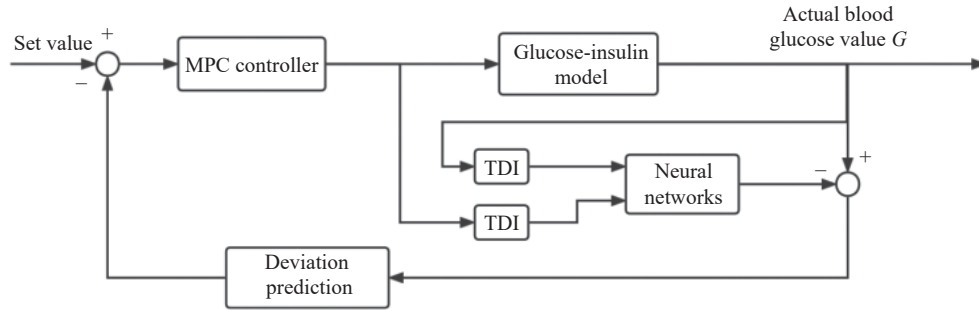 Actual blood
glucose value G
Set value
+
−
MPC controller
Glucose-insulin
model
TDI
TDI
Neural
networks
−
+
Deviation
prediction